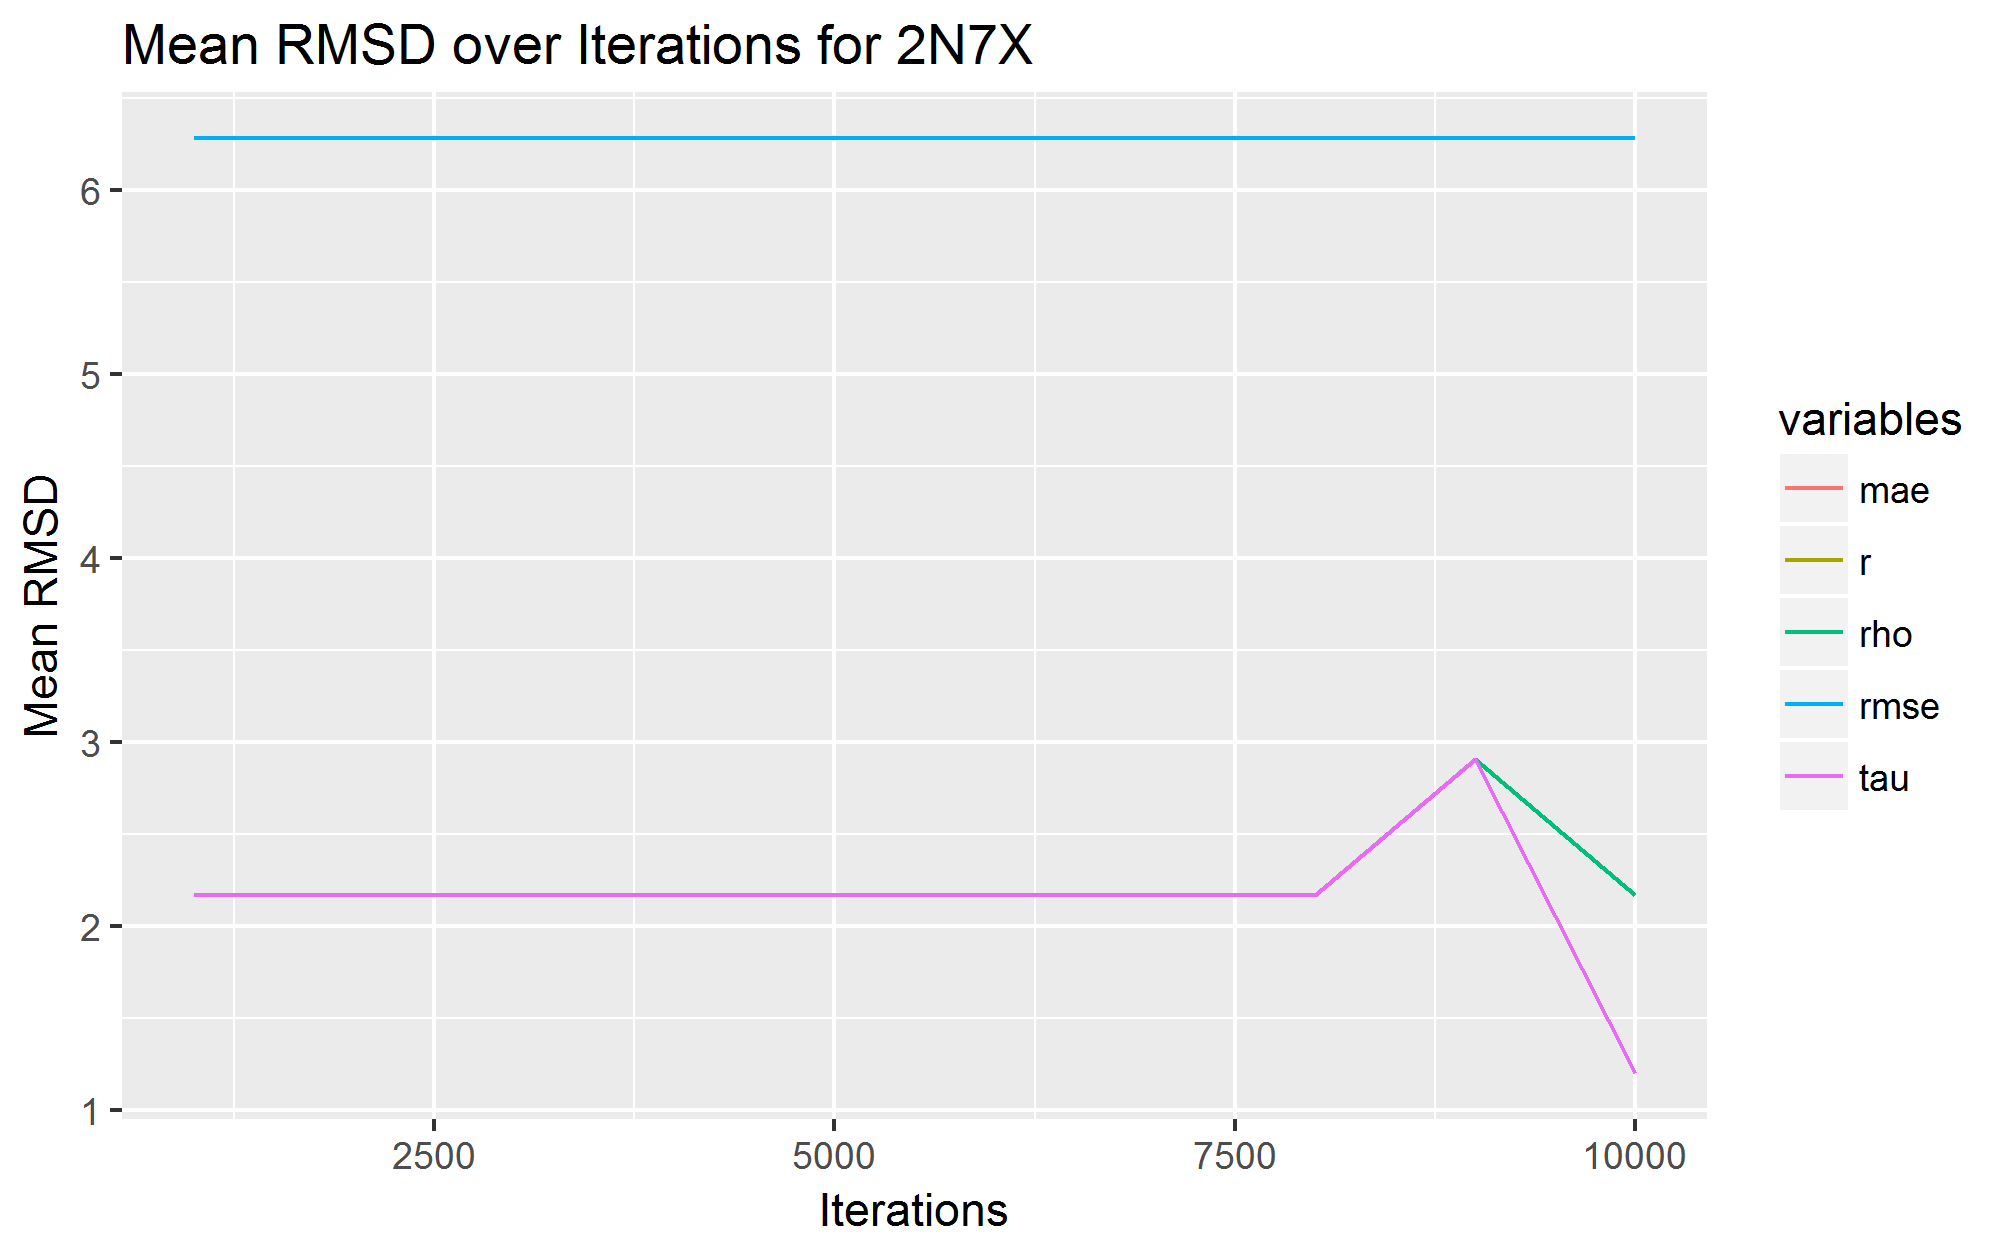 Mean RMSD over Iterations for 2N7X
Mean RMSD
6
5
4
3
2
1
2500 5000 7500 10000
Iterations
variables
mae
r
rho
rmse
tau